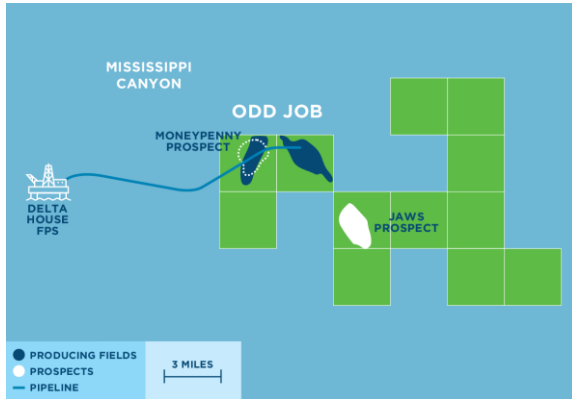 MISSISSIPPI
CANYON
ODD JOB
MONEYPENNY
PROSPECT
DELTA
HOUSE
FPS
JAWS
PROSPECT
PRODUCING FIELDS
PROSPECTS
PIPELINE
3 MILES